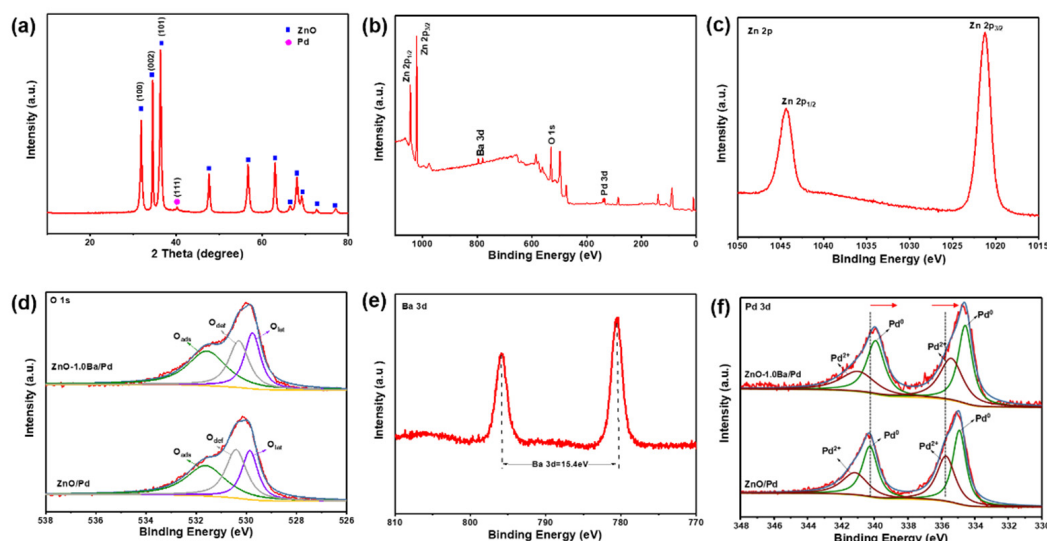 (a)
ZnO
Pd
(100)
(002)
(101)
(111)
Intensity (a.u.)
20 40 60 80
2 Theta (degree)
(b)
Zn 2p1/2
Zn 2p3/2
Ba 3d
O 1s
Pd 3d
Intensity (a.u.)
1000 800 600 400 200 0
Binding Energy (eV)
(c)
Zn 2p
Zn 2p3/2
Zn 2p1/2
Intensity (a.u.)
1050 1045 1040 1035 1030 1025 1020 1015
BInding Energy (eV)
(d)
O 1s
Oads
Odef
Olat
ZnO-1.0Ba/Pd
Oads
Odef
Olat
ZnO/Pd
Intensity (a.u.)
538 536 534 532 530 528 526
Binding Energy (eV)
(e)
Ba 3d
Ba 3d=15.4eV
Intensity (a.u)
810 800 790 780 770
Binding Energy (eV)
(f)
Pd 3d
Pd0
Pd2+
Pd0
Pd2+
ZnO-1.0Ba/Pd
Pd0
Pd2+
Pd0
Pd2+
ZnO/Pd
Intensity (a.u.)
348 346 344 342 340 338 336 334 332 330
Binding Energy (eV)